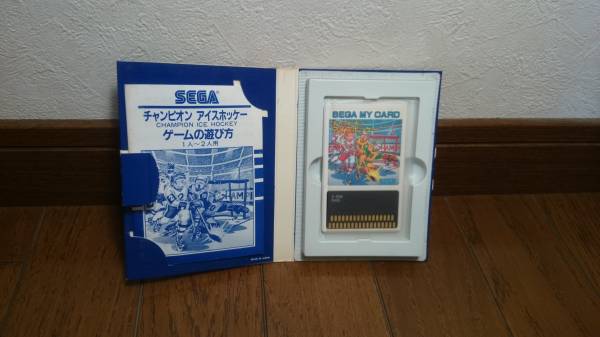 SEGA
チャンピオン アイスホッケー
CHAMPION ICE HOCKEY
ゲームの遊び方
1人〜2人用
SEGA MY CARD